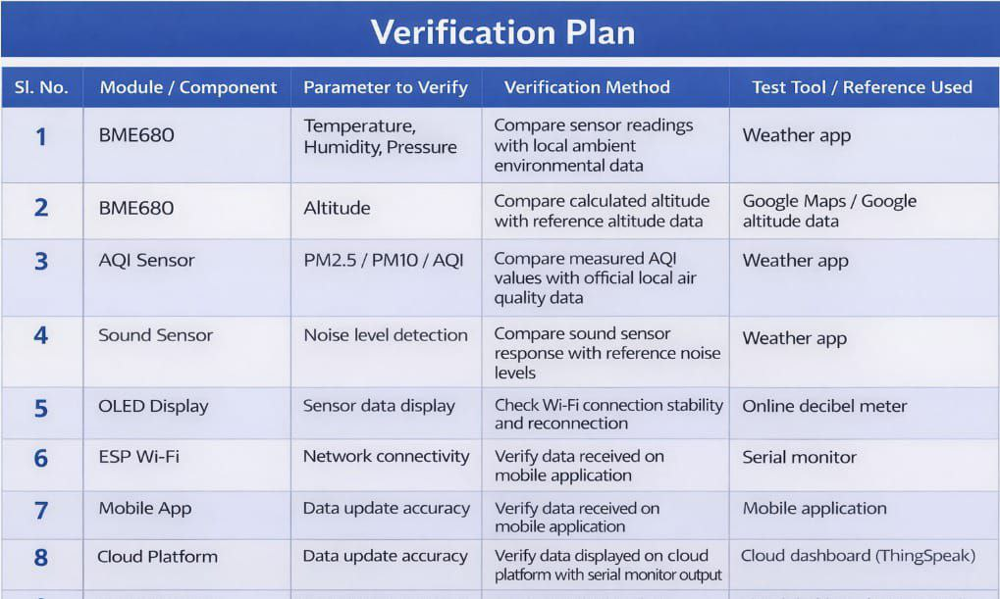 Verification Plan
Sl. No. Module / Component Parameter to Verify Verification Method Test Tool / Reference Used
1 BME680 Temperature, Humidity, Pressure Compare sensor readings with local ambient environmental data Weather app
2 BME680 Altitude Compare calculated altitude with reference altitude data Google Maps / Google altitude data
3 AQI Sensor PM2.5 / PM10 / AQI Compare measured AQI values with official local air quality data Weather app
4 Sound Sensor Noise level detection Compare sound sensor response with reference noise levels Weather app
5 OLED Display Sensor data display Check Wi-Fi connection stability and reconnection Online decibel meter
6 ESP Wi-Fi Network connectivity Verify data received on mobile application Serial monitor
7 Mobile App Data update accuracy Verify data received on mobile application Mobile application
8 Cloud Platform Data update accuracy Verify data displayed on cloud platform with serial monitor output Cloud dashboard (ThingSpeak)